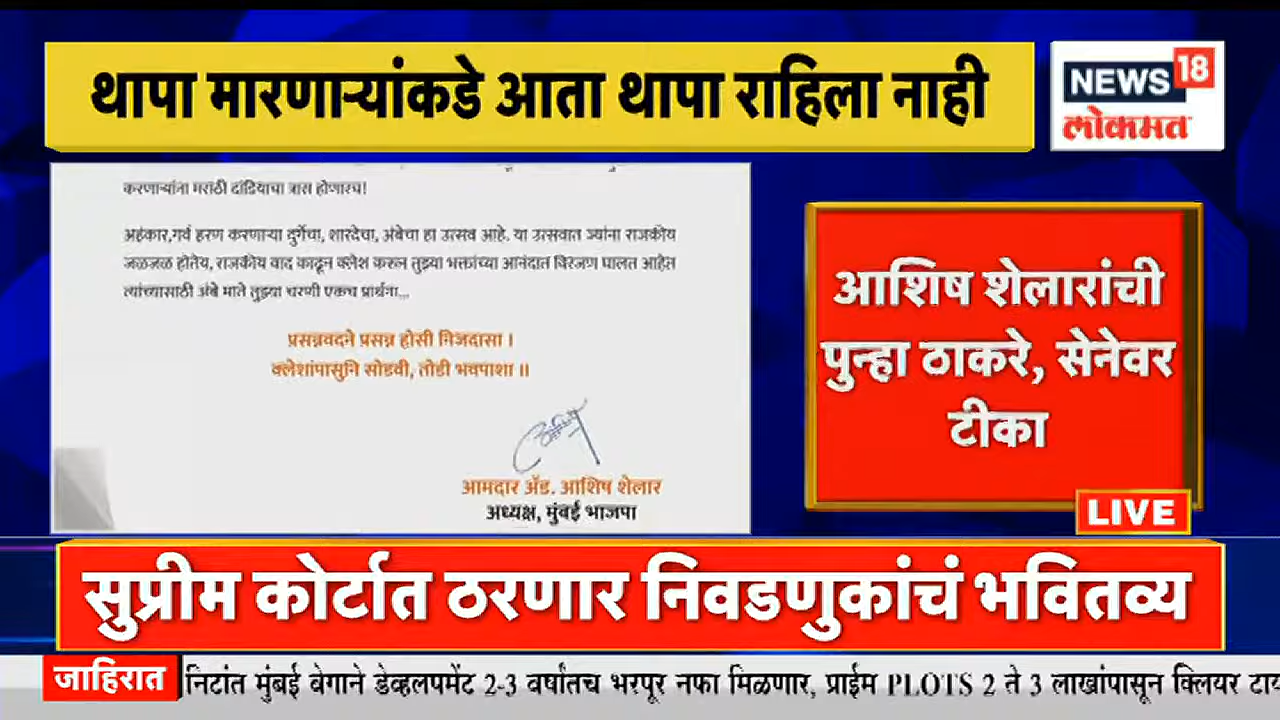 थापा मारणाऱ्यांकडे आता थापा राहिला नाही
NEWS 18
लोकमत
करणाऱ्यांना मराठी दांडियाचा त्रास होणारच!
अहंकार,गर्व हरण करणाऱ्या दुर्गेचा, शारदेचा, अंबेचा हा उत्सव आहे. या उत्सवात ज्यांना राजकीय
जळजळ होतेय, राजकीय वाद काढून क्लेश करून तुझ्या भक्तांच्या आनंदात विरजण घालत आहेत
त्यांच्यासाठी अंबे माते तुझ्या चरणी एकच प्रार्थना...
प्रसन्नवदने प्रसन्न होसी निजदासा ।
क्लेशांपासुनि सोडवी, तोडी भवपाशा ॥
आमदार ॲड. आशिष शेलार
अध्यक्ष, मुंबई भाजपा
आशिष शेलारांची
पुन्हा ठाकरे, सेनेवर
टीका
LIVE
सुप्रीम कोर्टात ठरणार निवडणुकांचं भवितव्य
जाहिरात
निटांत मुंबई बेगाने डेव्हलपमेंट 2-3 वर्षांतच भरपूर नफा मिळणार, प्राईम PLOTS 2 ते 3 लाखांपासून क्लियर टाय